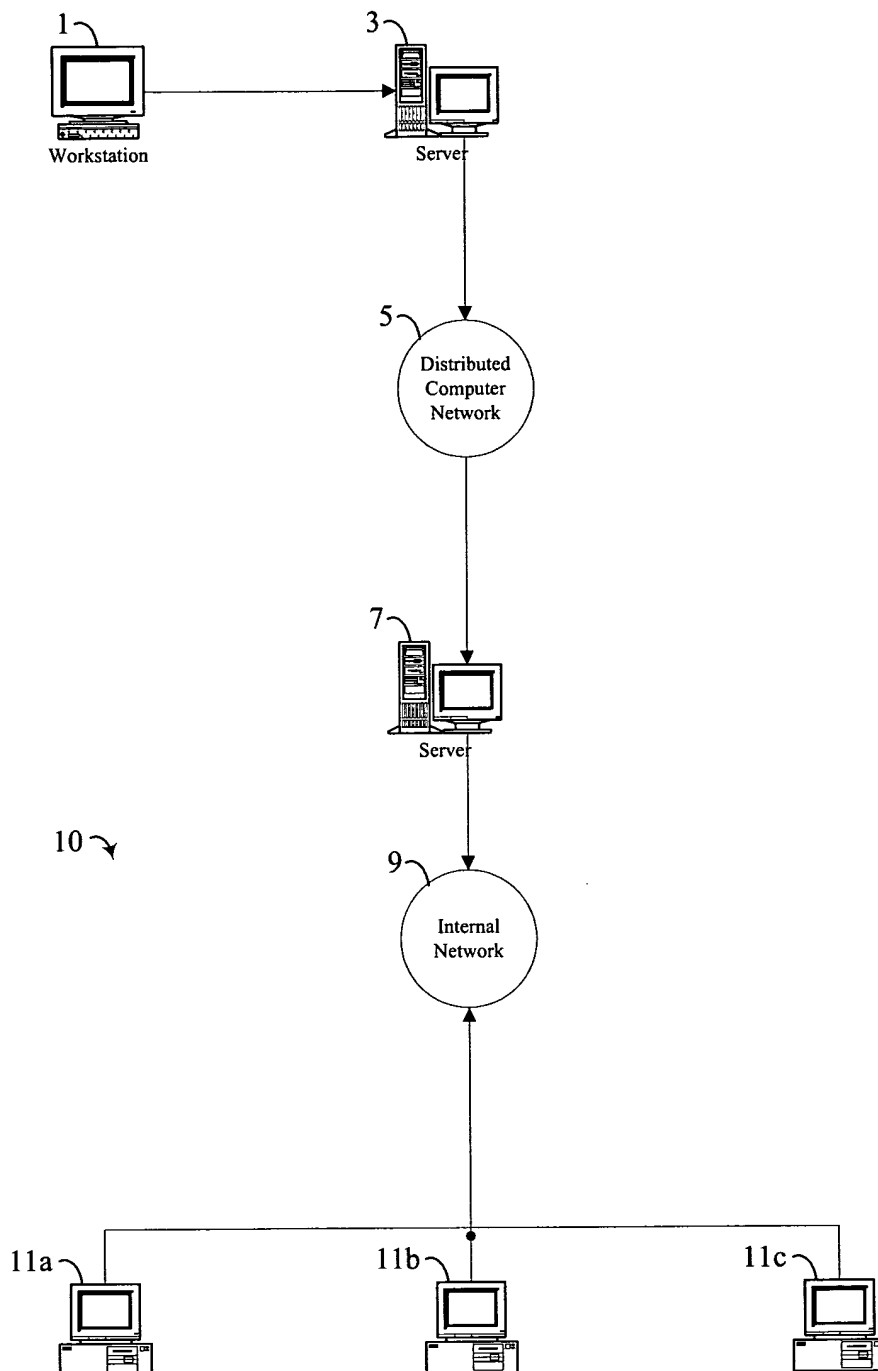 1
Workstation
3
Server
5
Distributed
Computer
Network
7
Server
10
9
Internal
Network
11a
11b
11c